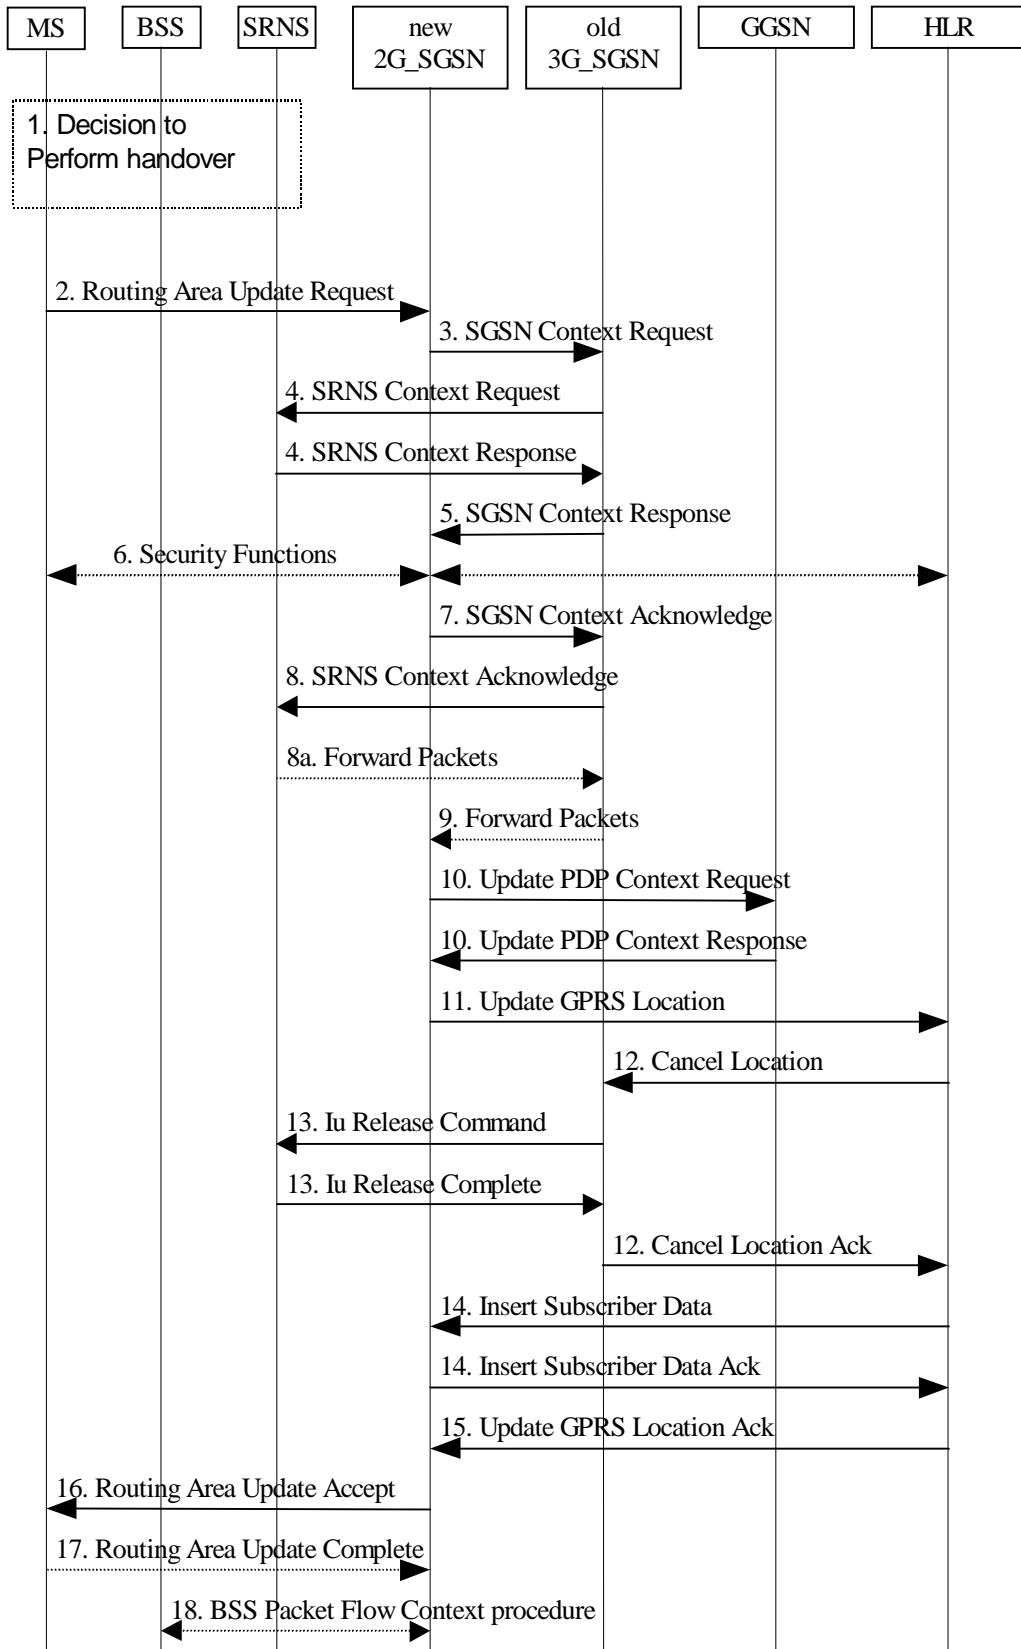 MS
BSS
SRNS
new
2G_SGSN
old
3G_SGSN
GGSN
HLR
1. Decision to
Perform handover
2. Routing Area Update Request
3. SGSN Context Request
4. SRNS Context Request
4. SRNS Context Response
5. SGSN Context Response
6. Security Functions
7. SGSN Context Acknowledge
8. SRNS Context Acknowledge
8a. Forward Packets
9. Forward Packets
10. Update PDP Context Request
10. Update PDP Context Response
11. Update GPRS Location
12. Cancel Location
13. Iu Release Command
13. Iu Release Complete
12. Cancel Location Ack
14. Insert Subscriber Data
14. Insert Subscriber Data Ack
15. Update GPRS Location Ack
16. Routing Area Update Accept
17. Routing Area Update Complete
18. BSS Packet Flow Context procedure